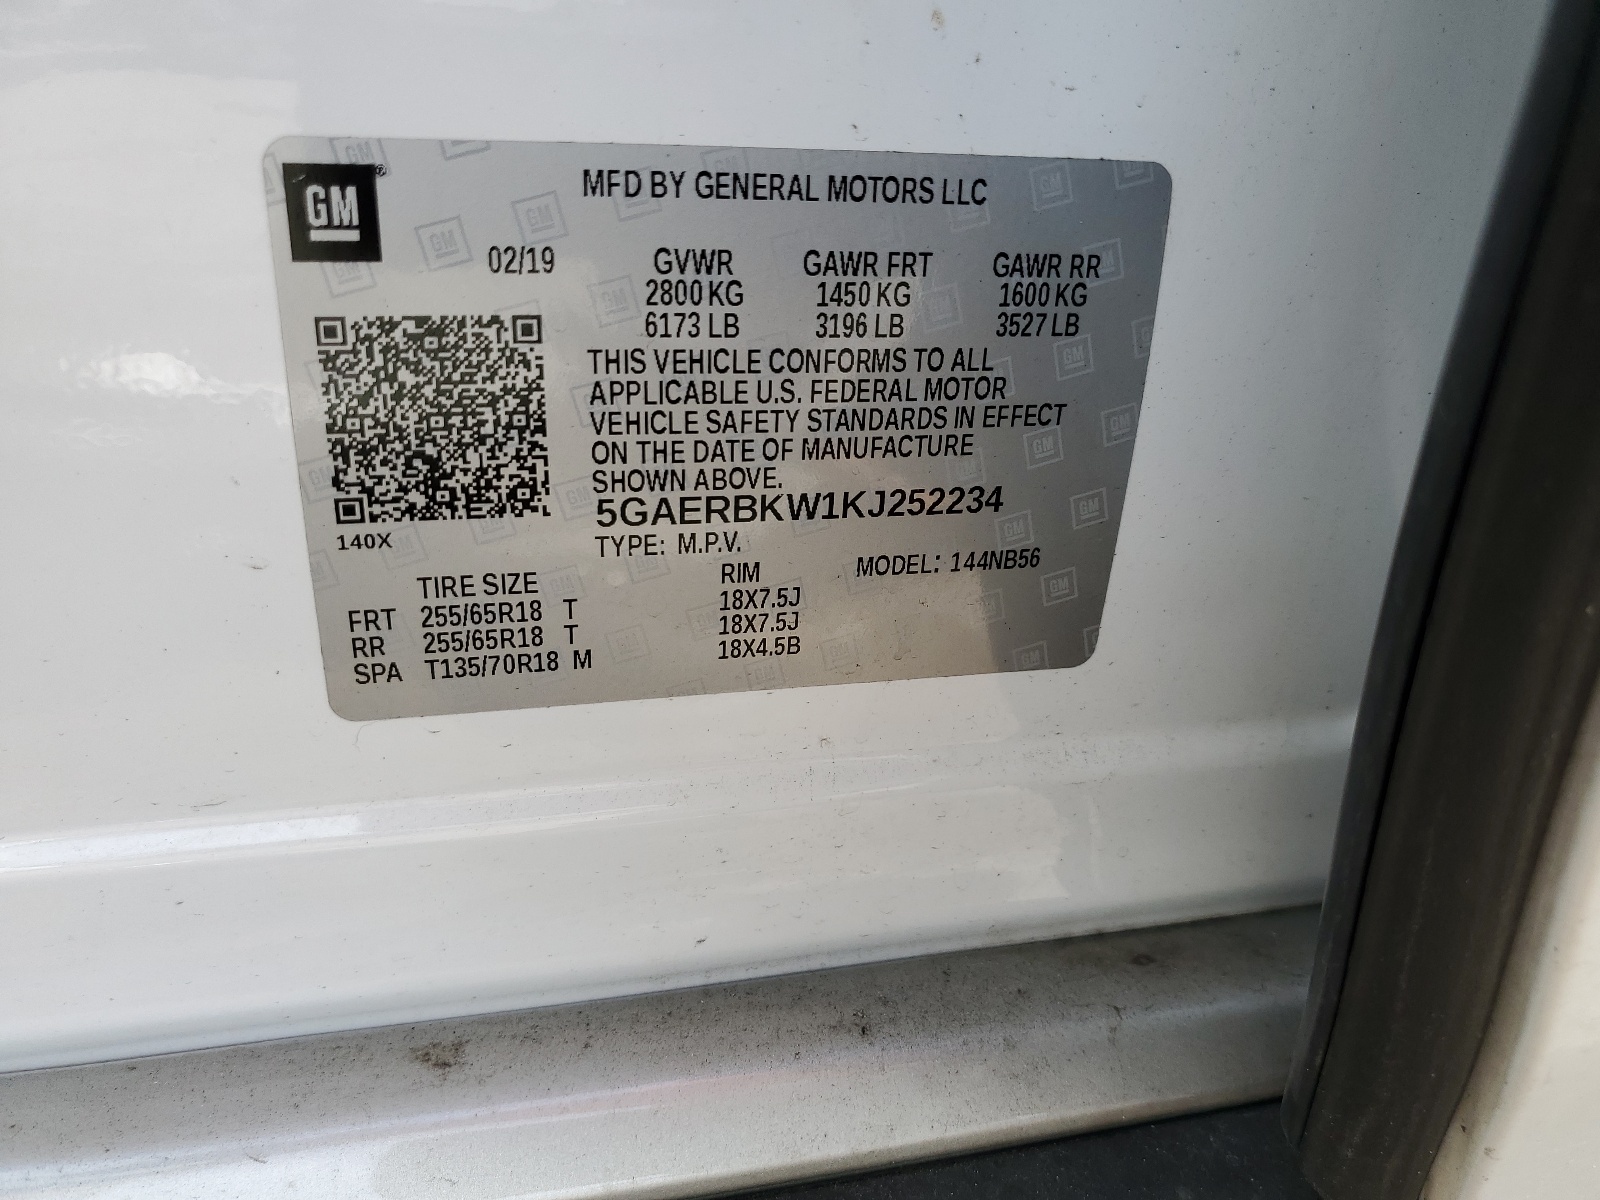 GM®
MFD BY GENERAL MOTORS LLC
02/19 GVWR GAWR FRT GAWR RR
2800 KG 1450 KG 1600 KG
6173 LB 3196 LB 3527 LB
THIS VEHICLE CONFORMS TO ALL
APPLICABLE U.S. FEDERAL MOTOR
VEHICLE SAFETY STANDARDS IN EFFECT
ON THE DATE OF MANUFACTURE
SHOWN ABOVE.
5GAERBKW1KJ252234
140X
TYPE: M.P.V.
MODEL: 144NB56
TIRE SIZE RIM
FRT 255/65R18 T 18X7.5J
RR 255/65R18 T 18X7.5J
SPA T135/70R18 M 18X4.5B